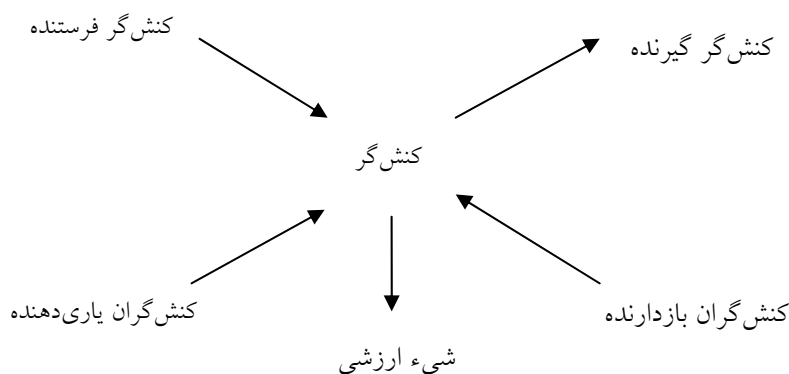 کنش‌گر فرستنده
کنش‌گر گیرنده
کنش‌گر
کنش‌گران یاری‌دهنده
کنش‌گران بازدارنده
شیء ارزشی